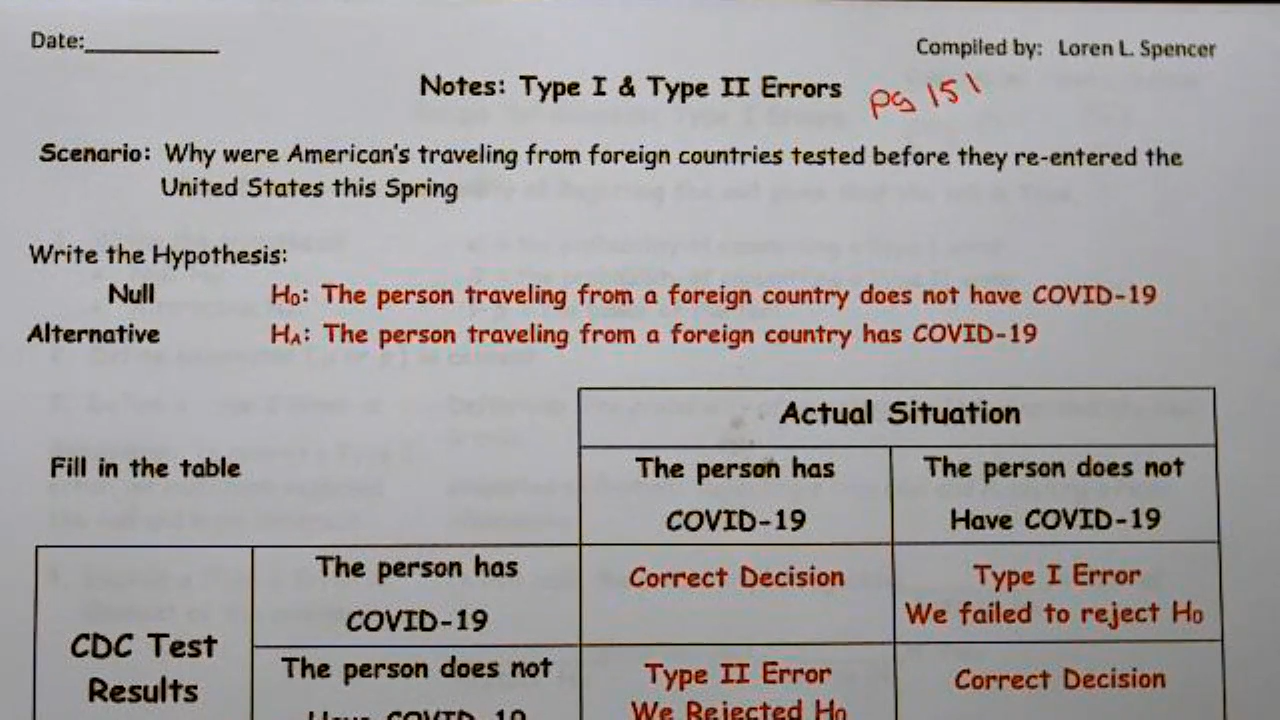 Date:__________
Compiled by: Loren L. Spencer
Notes: Type I & Type II Errors
Pg 151
Scenario: Why were American's traveling from foreign countries tested before they re-entered the
United States this Spring
Write the Hypothesis:
Null H₀: The person traveling from a foreign country does not have COVID-19
Alternative Hₐ: The person traveling from a foreign country has COVID-19
Actual Situation
Fill in the table
The person has
COVID-19
The person does not
Have COVID-19
CDC Test
Results
The person has
COVID-19
Correct Decision
Type I Error
We failed to reject H₀
The person does not
Have COVID-19
Type II Error
We Rejected H₀
Correct Decision